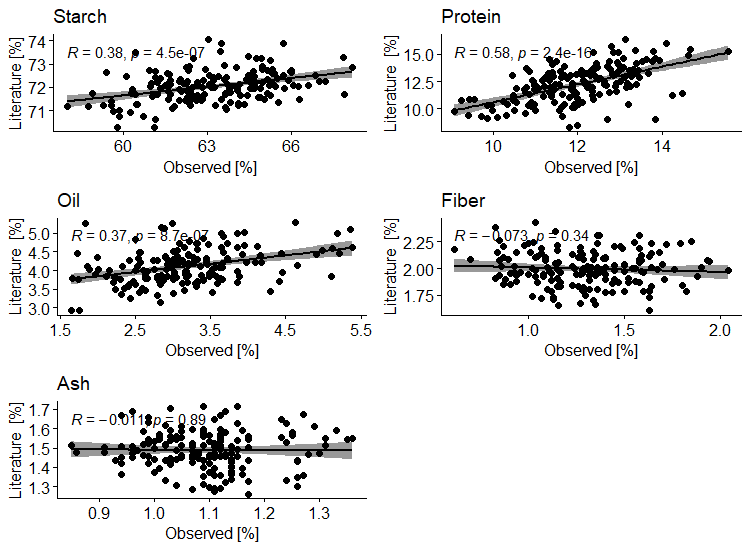 Starch
R = 0.38, p = 4.5e-07
Literature [%]
74
73
72
71
60
63
66
Observed [%]
Protein
R = 0.58, p = 2.4e-16
Literature [%]
15.0
12.5
10.0
10
12
14
Observed [%]
Oil
R = 0.37, p = 8.7e-07
Literature [%]
5.0
4.5
4.0
3.5
3.0
1.5
2.5
3.5
4.5
5.5
Observed [%]
Fiber
R = −0.073, p = 0.34
Literature [%]
2.25
2.00
1.75
1.0
1.5
2.0
Observed [%]
Ash
R = −0.011, p = 0.89
Literature [%]
1.7
1.6
1.5
1.4
1.3
0.9
1.0
1.1
1.2
1.3
Observed [%]